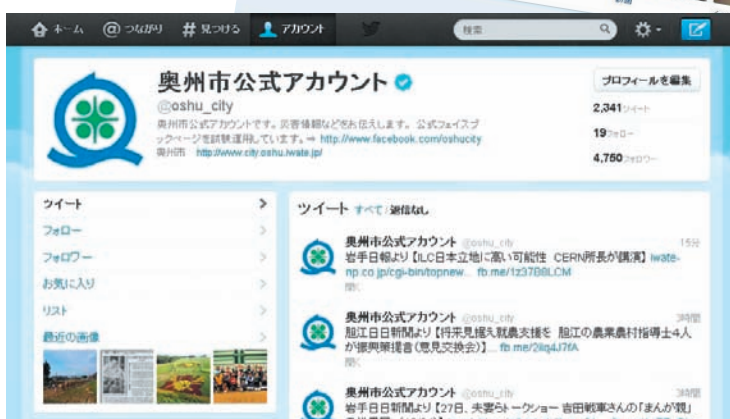 ホーム つながり 見つける アカウント 検索
奥州市公式アカウント
@oshu_city
奥州市公式アカウントです。災害情報などをお伝えします。公式フェイスブ
ックページを試験運用しています。⇒ http://www.facebook.com/oshucity
奥州市 http://www.city.oshu.iwate.jp/
プロフィールを編集
2,341 ツイート
19 フォロー
4,750 フォロワー
ツイート
フォロー
フォロワー
お気に入り
リスト
最近の画像
ツイート すべて / 返信なし
奥州市公式アカウント @oshu_city 15分
岩手日報より【ILC日本立地に高い可能性 CERN所長が講演】 iwate-
np.co.jp/cgi-bin/topnew... fb.me/1z37B8LCM
開く
奥州市公式アカウント @oshu_city 3時間
胆江日日新聞より【将来見据え就農支援を 胆江の農業農村指導士4人
が振興策提言(意見交換会)】...
開く
奥州市公式アカウント @oshu_city 3時間
岩手日日新聞より【27日、夫婦らトークショー 吉田戦車さんの「まんが親」